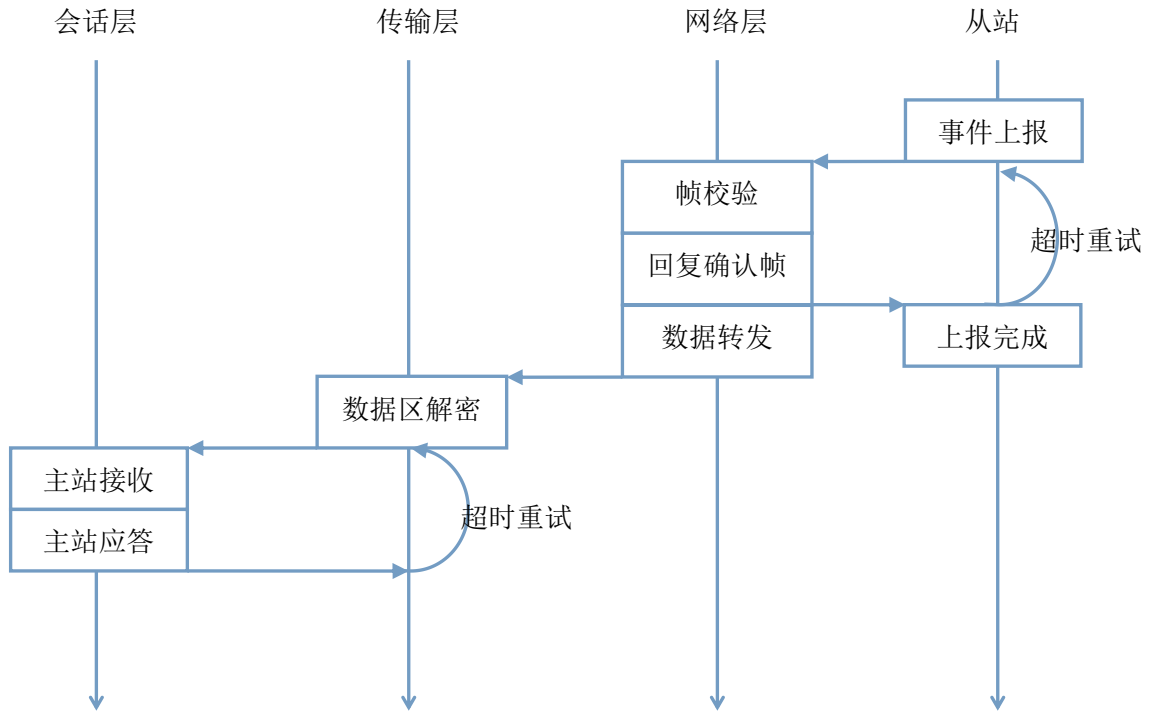 会话层
传输层
网络层
从站
事件上报
帧校验
超时重试
回复确认帧
数据转发
上报完成
数据区解密
主站接收
超时重试
主站应答